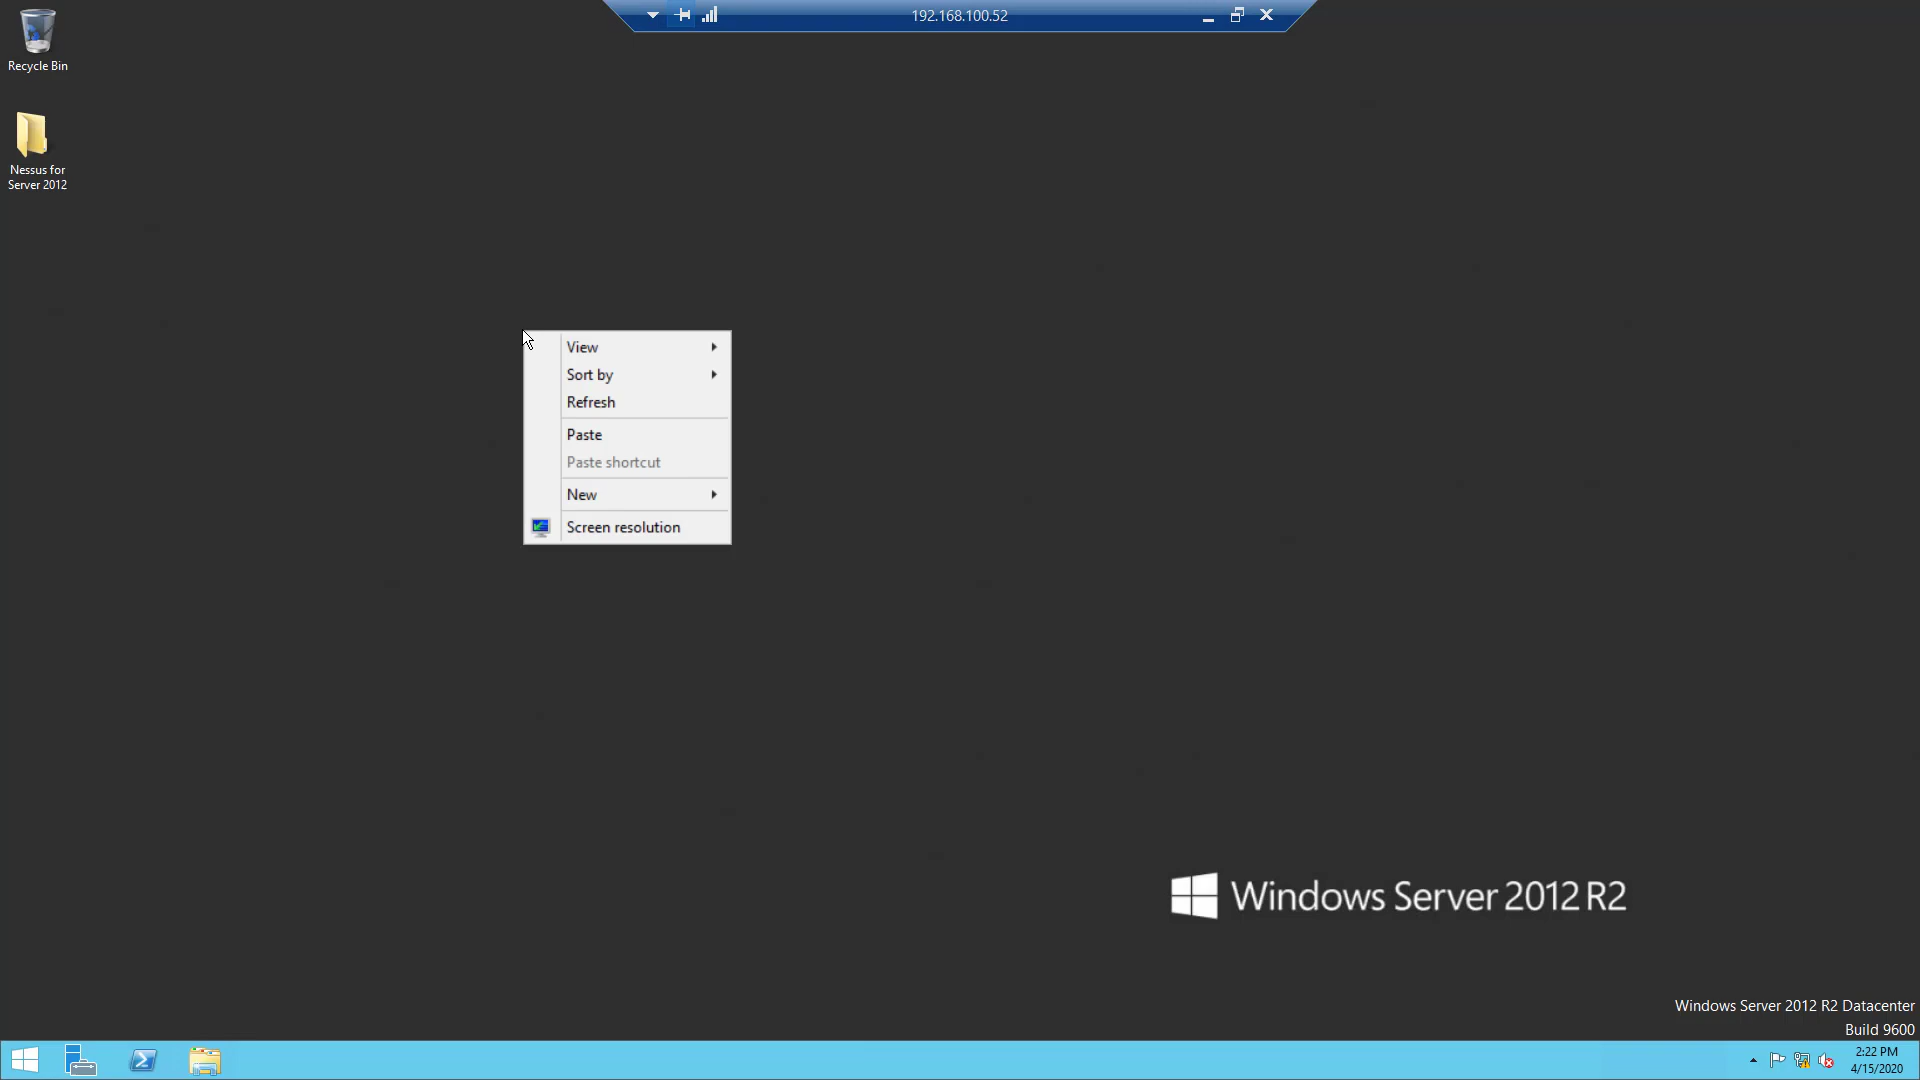 192.168.100.52
Recycle Bin
Nessus for
Server 2012
View
Sort by
Refresh
Paste
Paste shortcut
New
Screen resolution
Windows Server 2012 R2
Windows Server 2012 R2 Datacenter
Build 9600
2:22 PM
4/15/2020